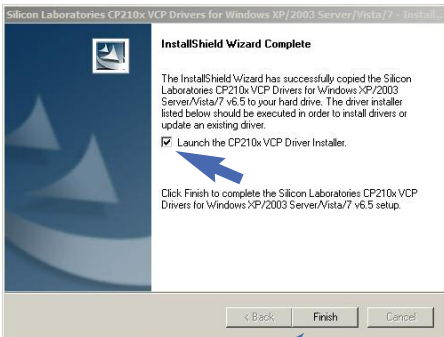 Silicon Laboratories CP210x VCP Drivers for Windows XP/2003 Server/Vista/7 - Install
InstallShield Wizard Complete
The InstallShield Wizard has successfully copied the Silicon
Laboratories CP210x VCP Drivers for Windows XP/2003
Server/Vista/7 v6.5 to your hard drive. The driver installer
listed below should be executed in order to install drivers or
update an existing driver.
Launch the CP210x VCP Driver Installer.
Click Finish to complete the Silicon Laboratories CP210x VCP
Drivers for Windows XP/2003 Server/Vista/7 v6.5 setup.
< Back
Finish
Cancel